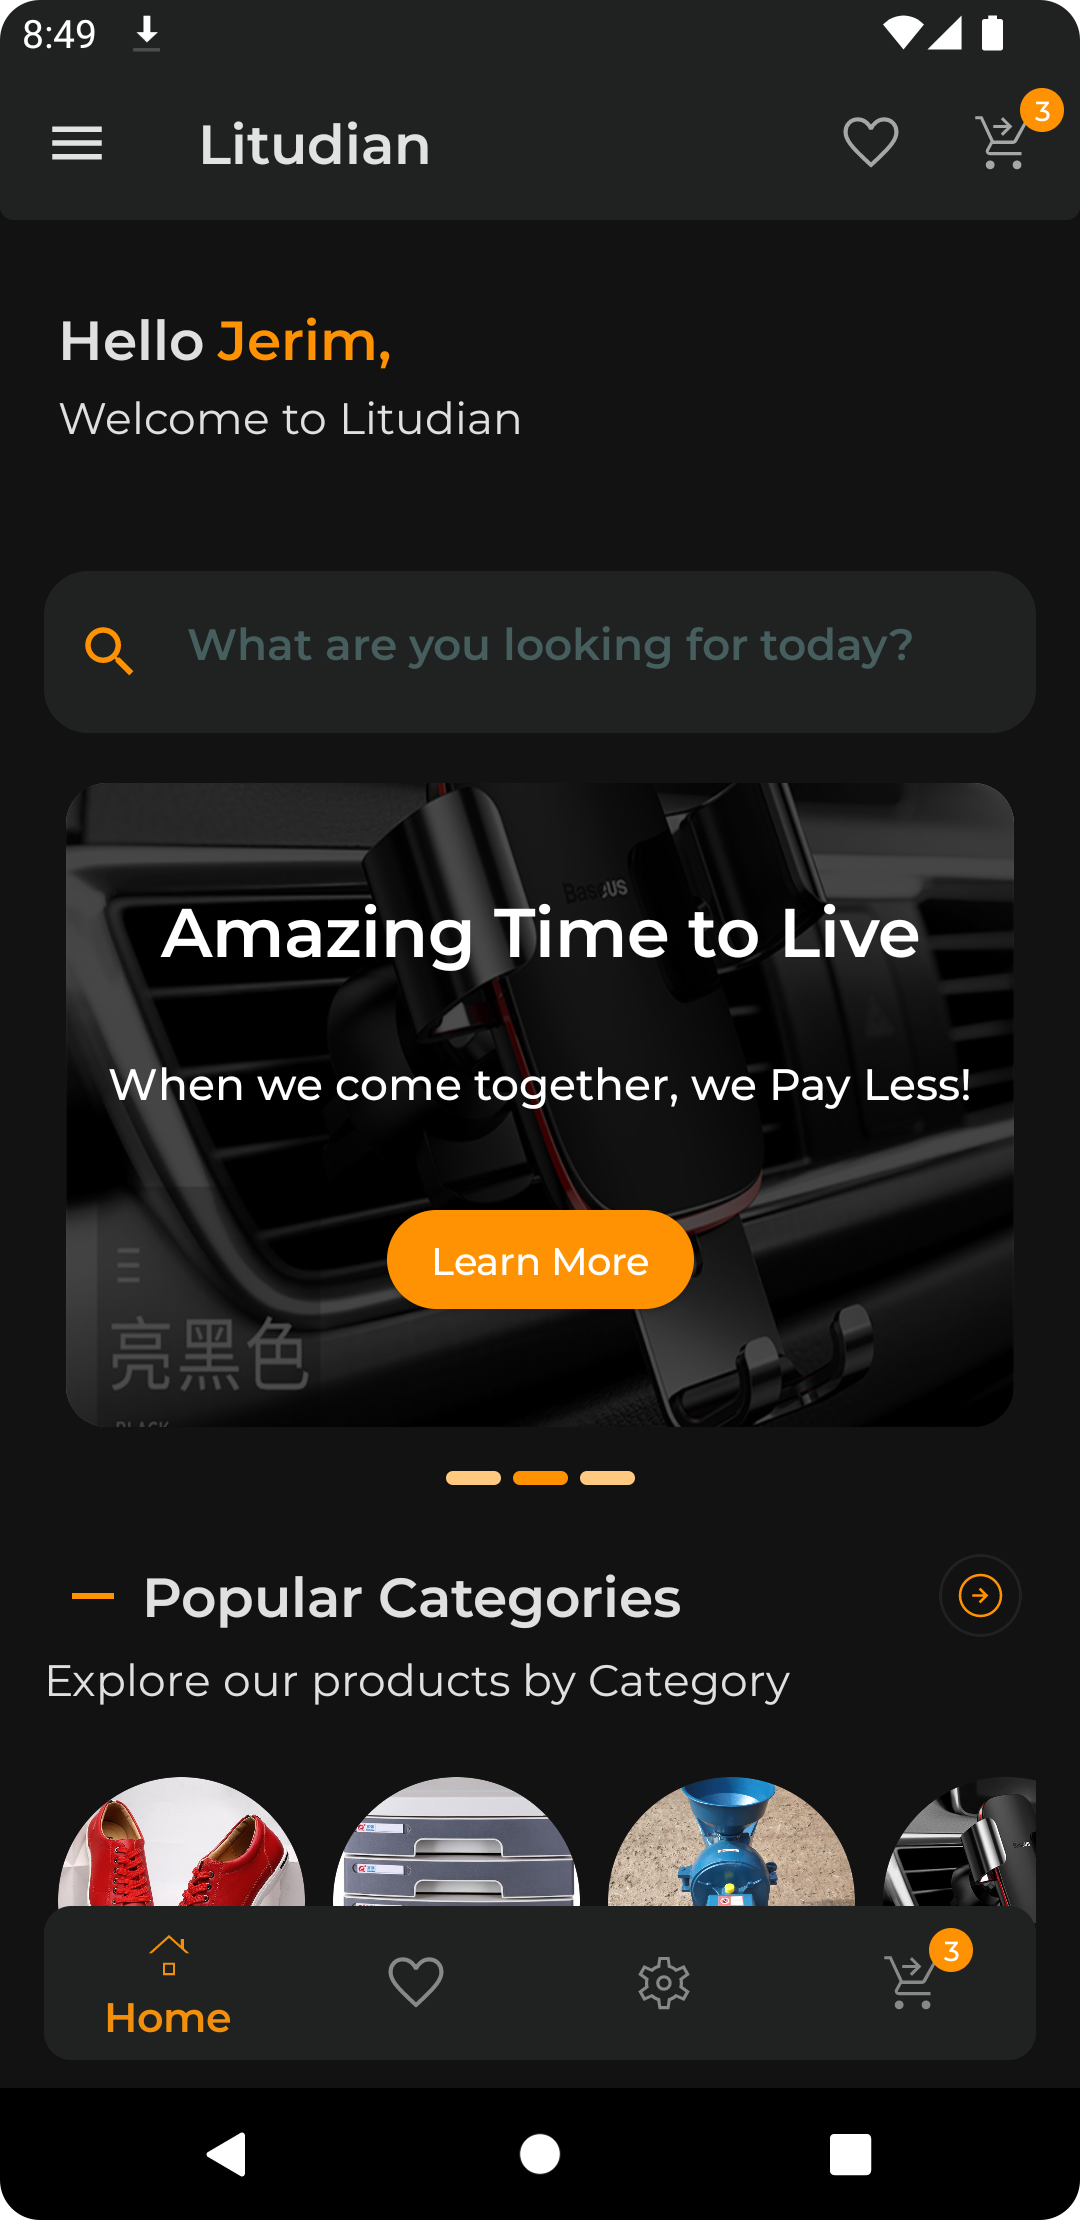 8:49
Litudian
3
Hello Jerim,
Welcome to Litudian
What are you looking for today?
Baseus
Amazing Time to Live
When we come together, we Pay Less!
Learn More
亮黑色
BLACK
Popular Categories
Explore our products by Category
3
Home